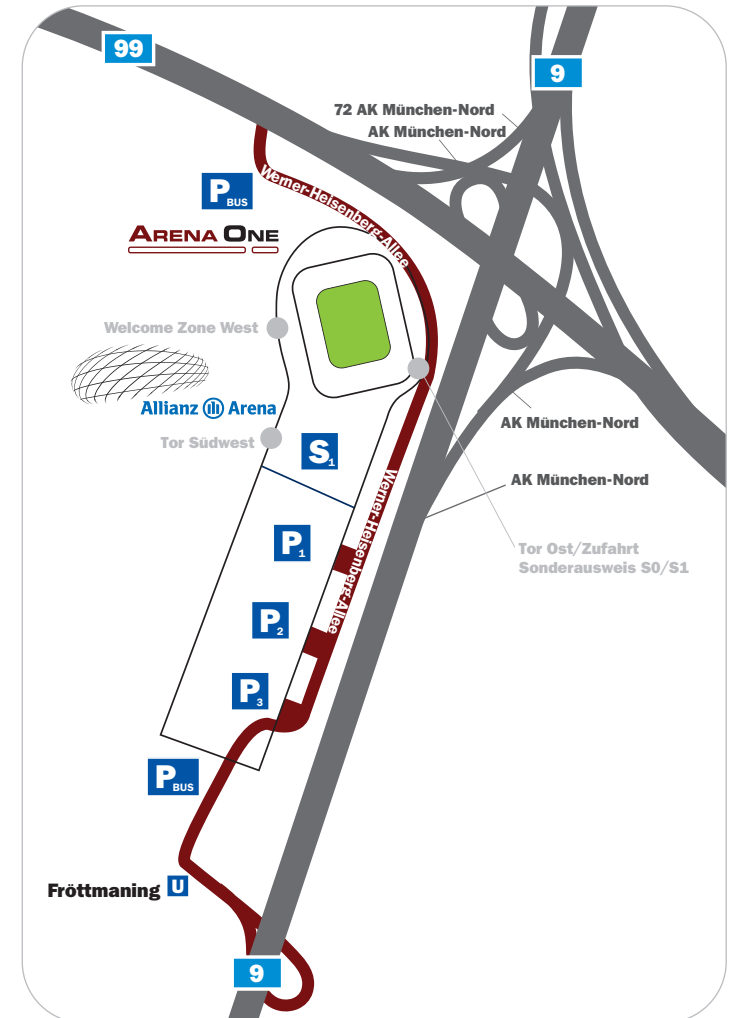 99
9
72 AK München-Nord
AK München-Nord
P BUS
Werner-Heisenberg-Allee
ARENA ONE
Welcome Zone West
Allianz Arena
Tor Südwest
S1
AK München-Nord
AK München-Nord
Werner-Heisenberg-Allee
P1
Tor Ost/Zufahrt
Sonderausweis S0/S1
P2
P3
P BUS
Fröttmaning U
9